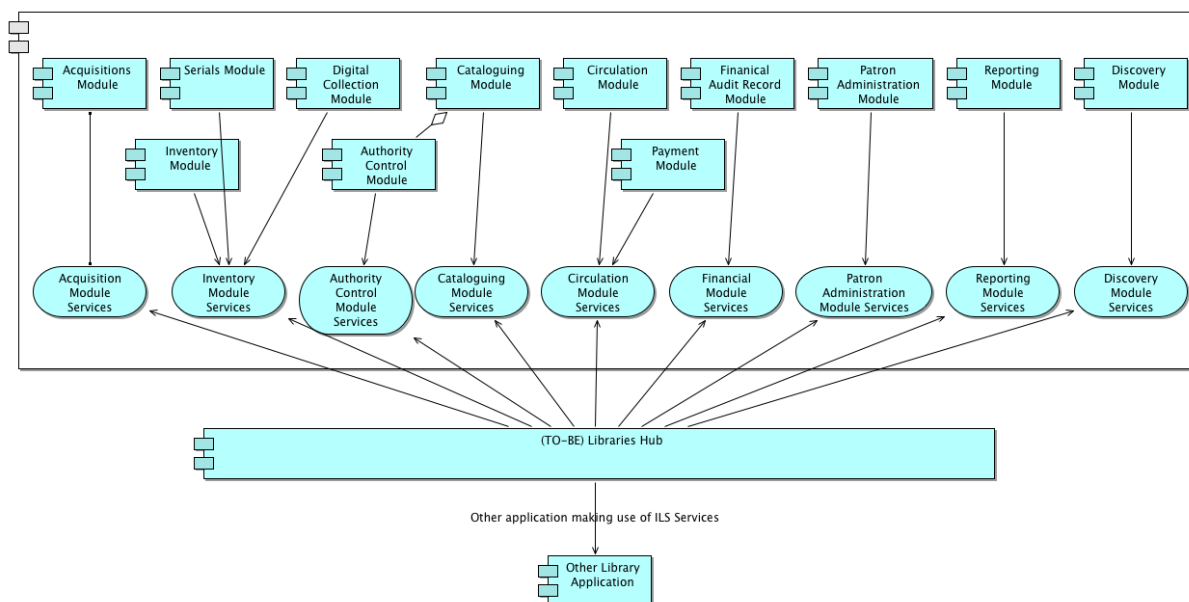 Acquisitions
Module
Serials Module
Digital
Collection
Module
Cataloguing
Module
Circulation
Module
Finanical
Audit Record
Module
Patron
Administration
Module
Reporting
Module
Discovery
Module
Inventory
Module
Authority
Control
Module
Payment
Module
Acquisition
Module
Services
Inventory
Module
Services
Authority
Control
Module
Services
Cataloguing
Module
Services
Circulation
Module
Services
Financial
Module
Services
Patron
Administration
Module Services
Reporting
Module
Services
Discovery
Module
Services
(TO-BE) Libraries Hub
Other application making use of ILS Services
Other Library
Application